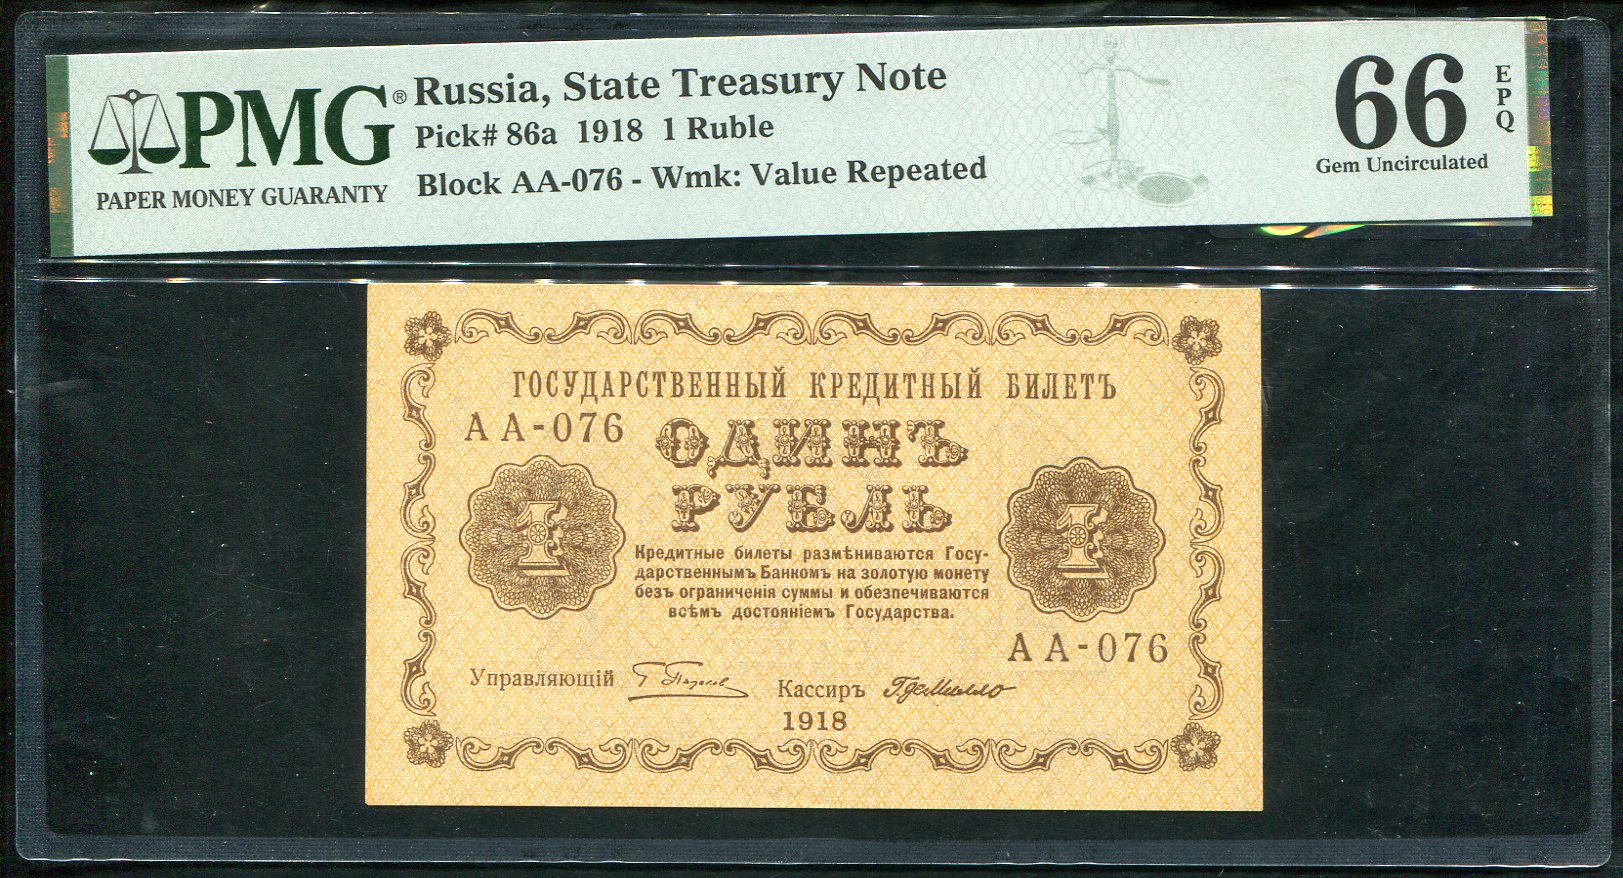 PMG®
PAPER MONEY GUARANTY
Russia, State Treasury Note
Pick# 86a 1918 1 Ruble
Block AA-076 - Wmk: Value Repeated
66
EPQ
Gem Uncirculated
ГОСУДАРСТВЕННЫЙ КРЕДИТНЫЙ БИЛЕТЪ
АА-076
ОДИНЪ
РУБЛЬ
1
1
Кредитные билеты размѣниваются Госу-
дарственнымъ Банкомъ на золотую монету
безъ ограниченія суммы и обезпечиваются
всѣмъ достояніемъ Государства.
АА-076
Управляющій
Кассиръ
1918